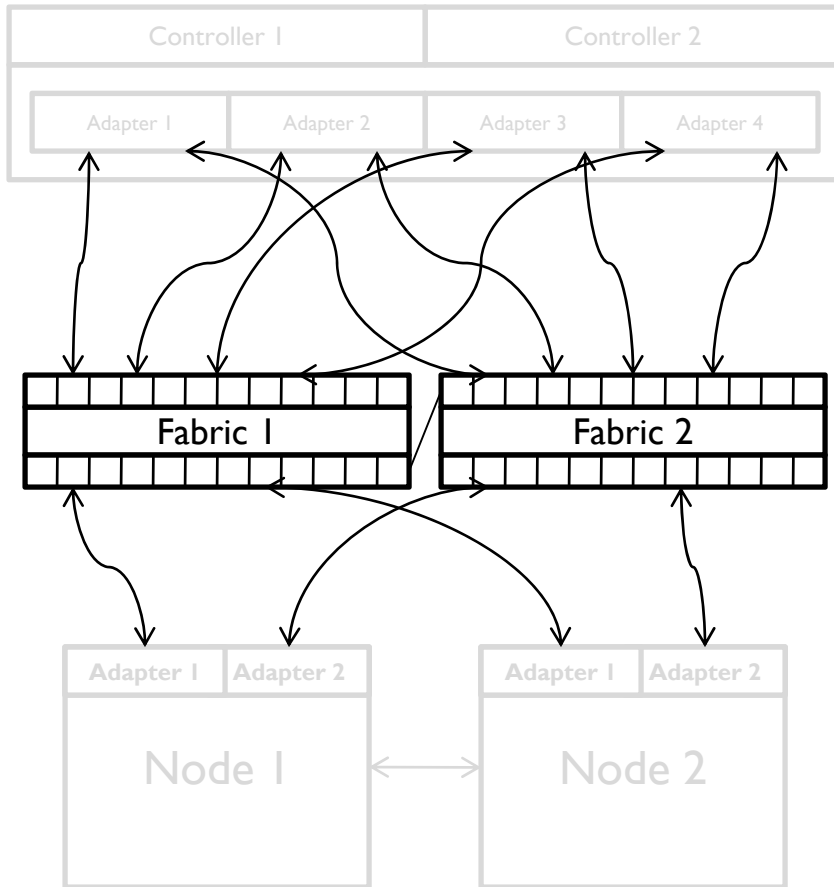 Controller 1 Controller 2
Adapter 1 Adapter 2 Adapter 3 Adapter 4
Fabric 1 Fabric 2
Adapter 1 Adapter 2 Adapter 1 Adapter 2
Node 1 Node 2